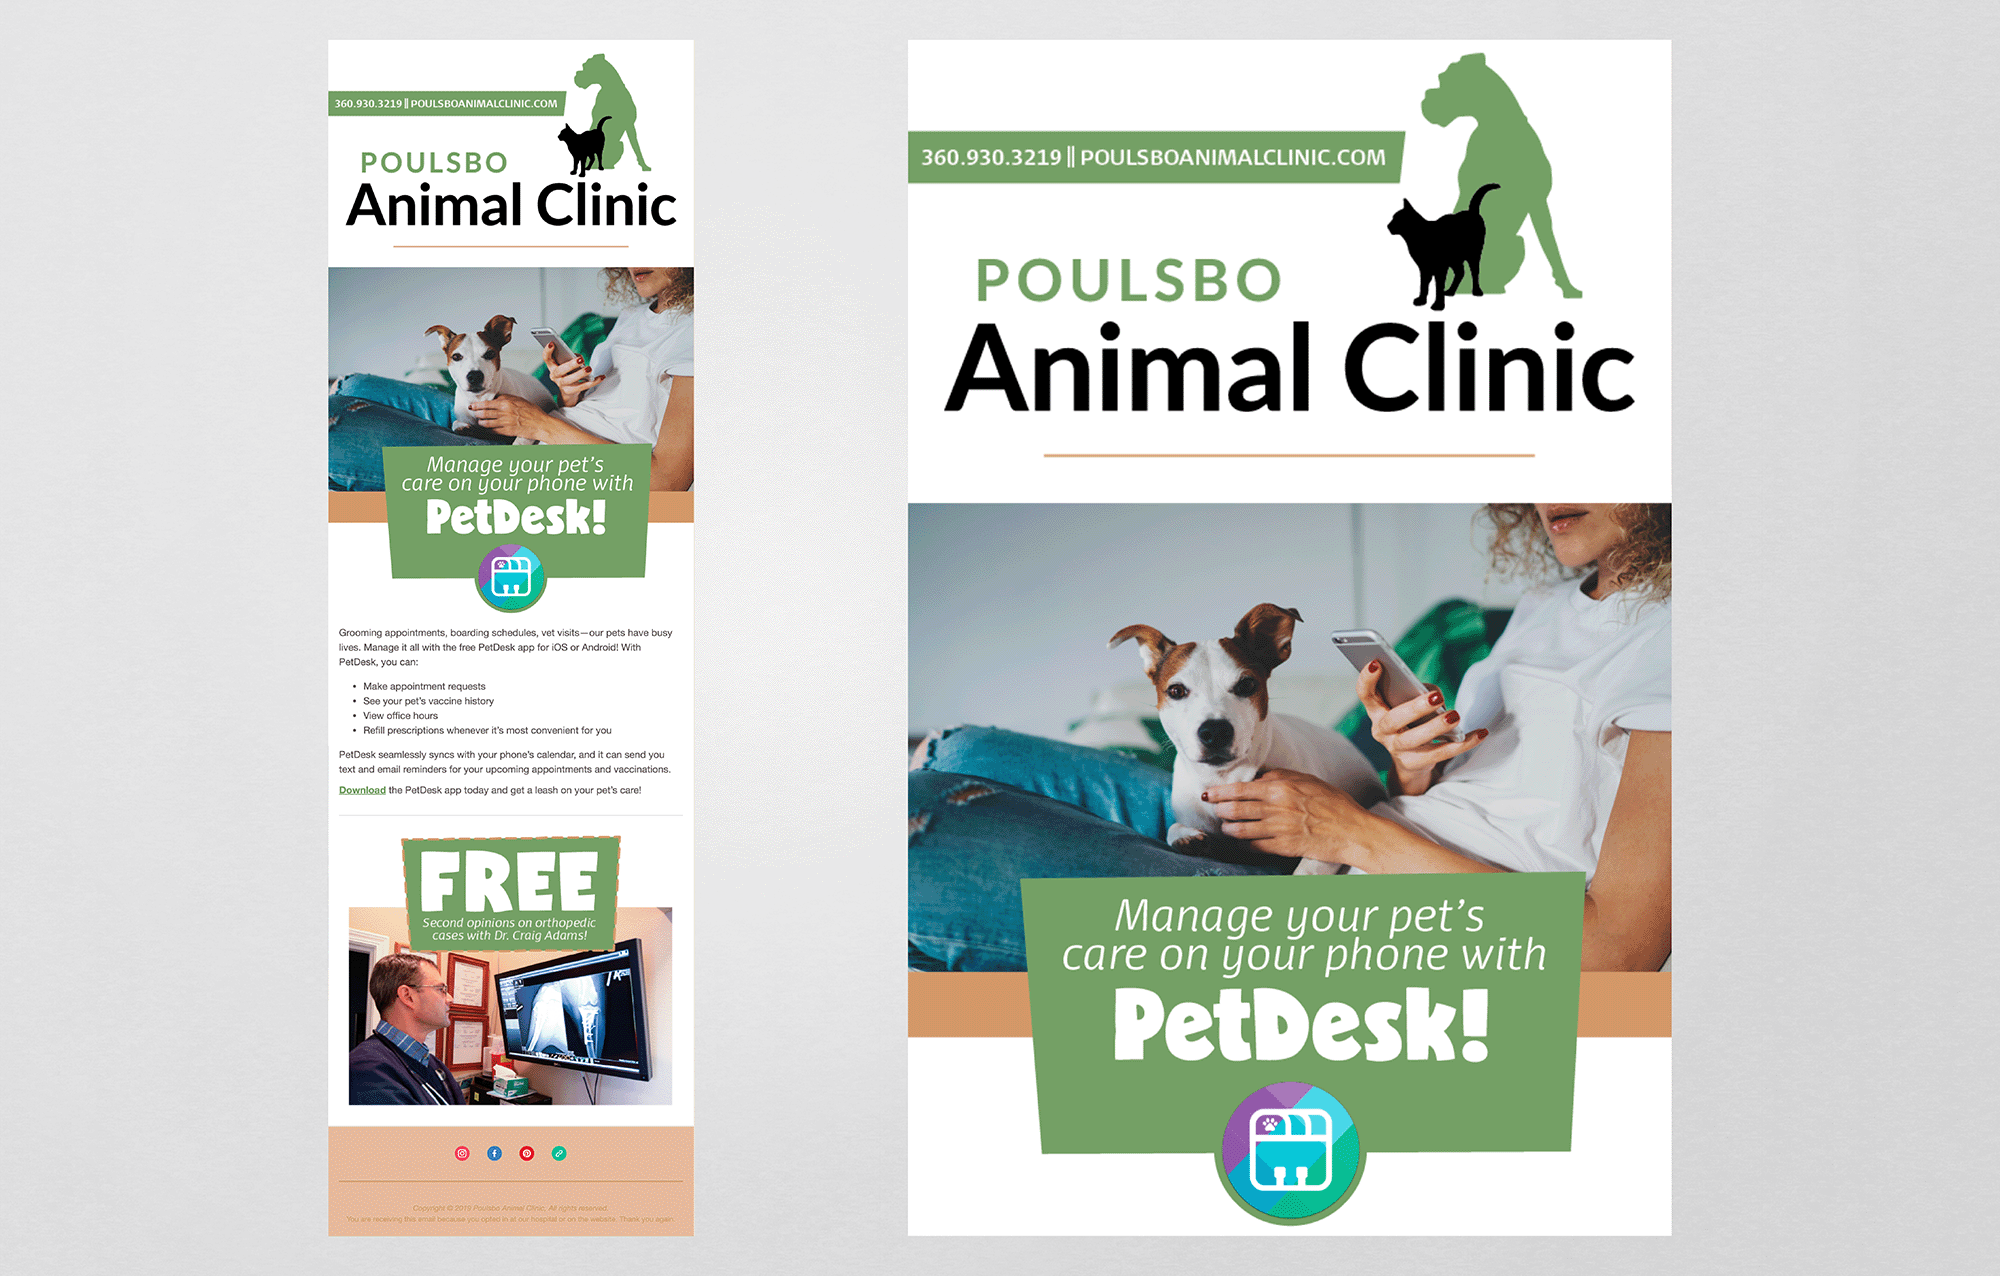 360.930.3219 || POULSBOANIMALCLINIC.COM
POULSBO
Animal Clinic
Manage your pet's
care on your phone with
PetDesk!
Grooming appointments, boarding schedules, vet visits—our pets have busy
lives. Manage it all with the free PetDesk app for iOS or Android! With
PetDesk, you can:
• Make appointment requests
• See your pet's vaccine history
• View office hours
• Refill prescriptions whenever it's most convenient for you
PetDesk seamlessly syncs with your phone's calendar, and it can send you
text and email reminders for your upcoming appointments and vaccinations.
Download the PetDesk app today and get a leash on your pet's care!
FREE
Second opinions on orthopedic
cases with Dr. Craig Adams!
Copyright © 2019 Poulsbo Animal Clinic, All rights reserved.
You are receiving this email because you opted in at our hospital or on the website. Thank you again.
360.930.3219 || POULSBOANIMALCLINIC.COM
POULSBO
Animal Clinic
Manage your pet's
care on your phone with
PetDesk!